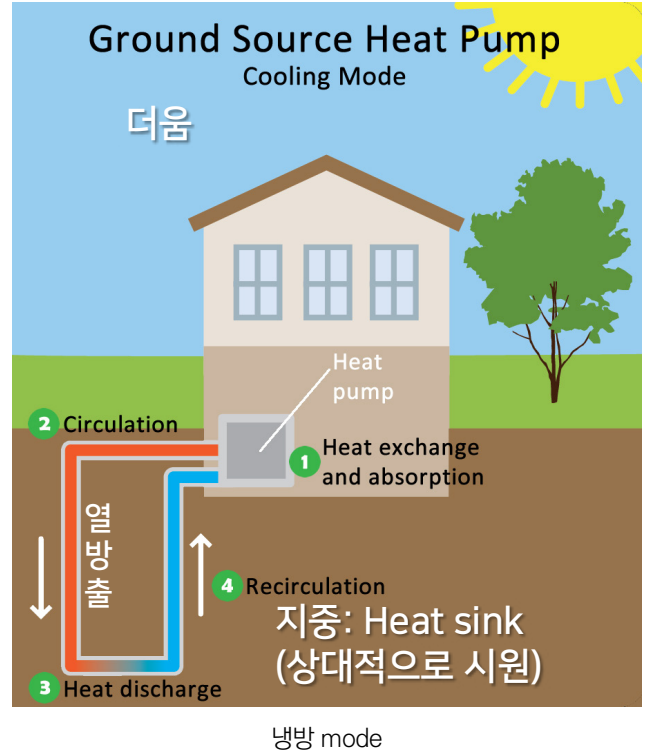 Ground Source Heat Pump
Cooling Mode
더움
Heat
pump
2 Circulation
1 Heat exchange
and absorption
열
방
출
4 Recirculation
지중: Heat sink
(상대적으로 시원)
3 Heat discharge
냉방 mode